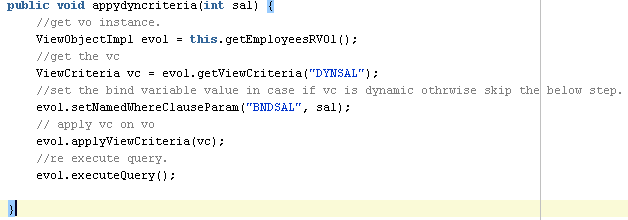 public void appydyncriteria(int sal) {
//get vo instance.
ViewObjectImpl evol = this.getEmployeesRVO1();
//get the vc
ViewCriteria vc = evol.getViewCriteria("DYNSAL");
//set the bind variable value in case if vc is dynamic othrwise skip the below step.
evol.setNamedWhereClauseParam("BNDSAL", sal);
// apply vc on vo
evol.applyViewCriteria(vc);
//re execute query.
evol.executeQuery();
}